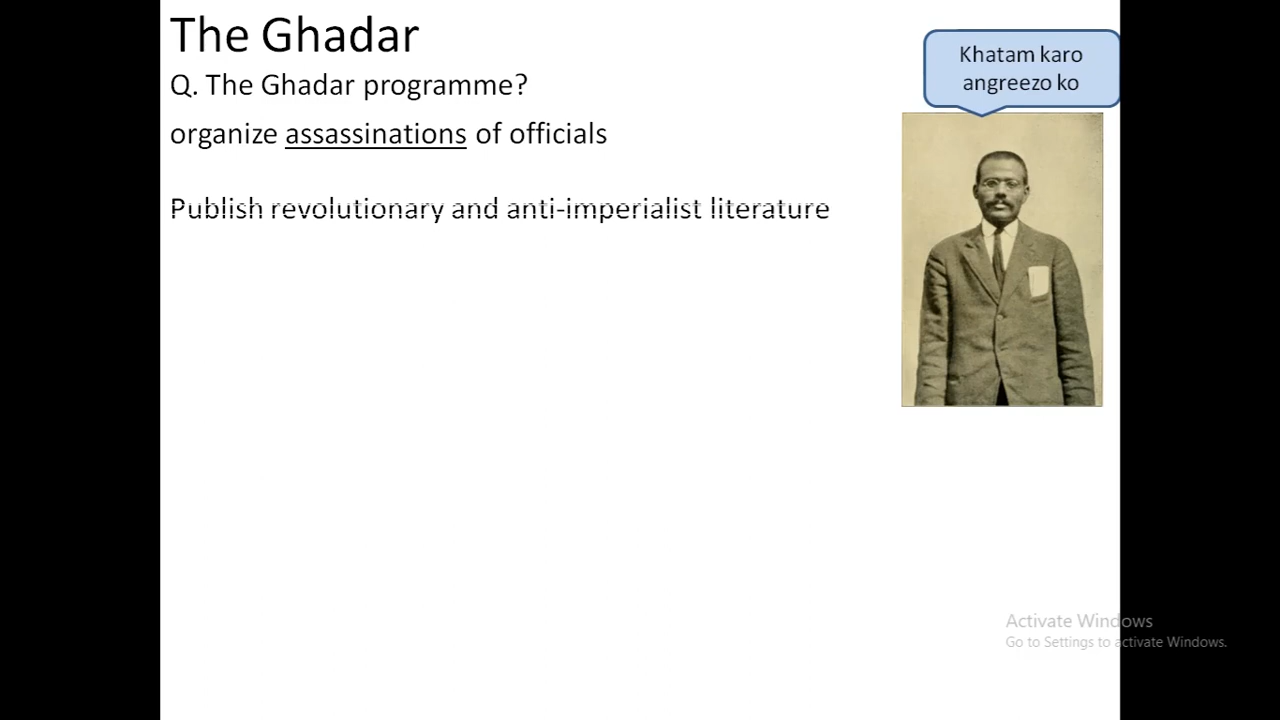 The Ghadar
Q. The Ghadar programme?
organize assassinations of officials
Publish revolutionary and anti-imperialist literature
Khatam karo
angreezo ko
Activate Windows
Go to Settings to activate Windows.